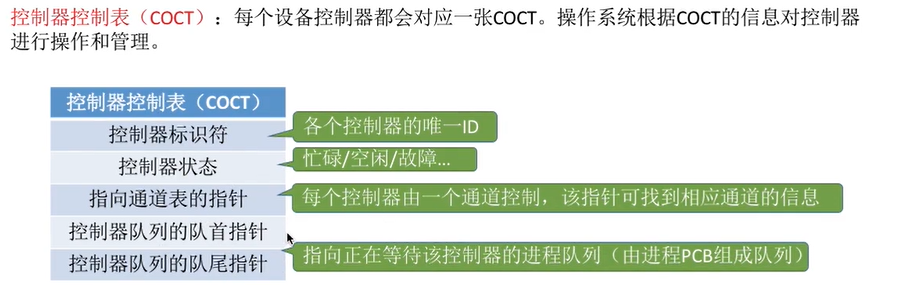 控制器控制表（COCT）：每个设备控制器都会对应一张COCT。操作系统根据COCT的信息对控制器
进行操作和管理。
控制器控制表（COCT）
控制器标识符
各个控制器的唯一ID
控制器状态
忙碌/空闲/故障...
指向通道表的指针
每个控制器由一个通道控制，该指针可找到相应通道的信息
控制器队列的队首指针
控制器队列的队尾指针
指向正在等待该控制器的进程队列（由进程PCB组成队列）